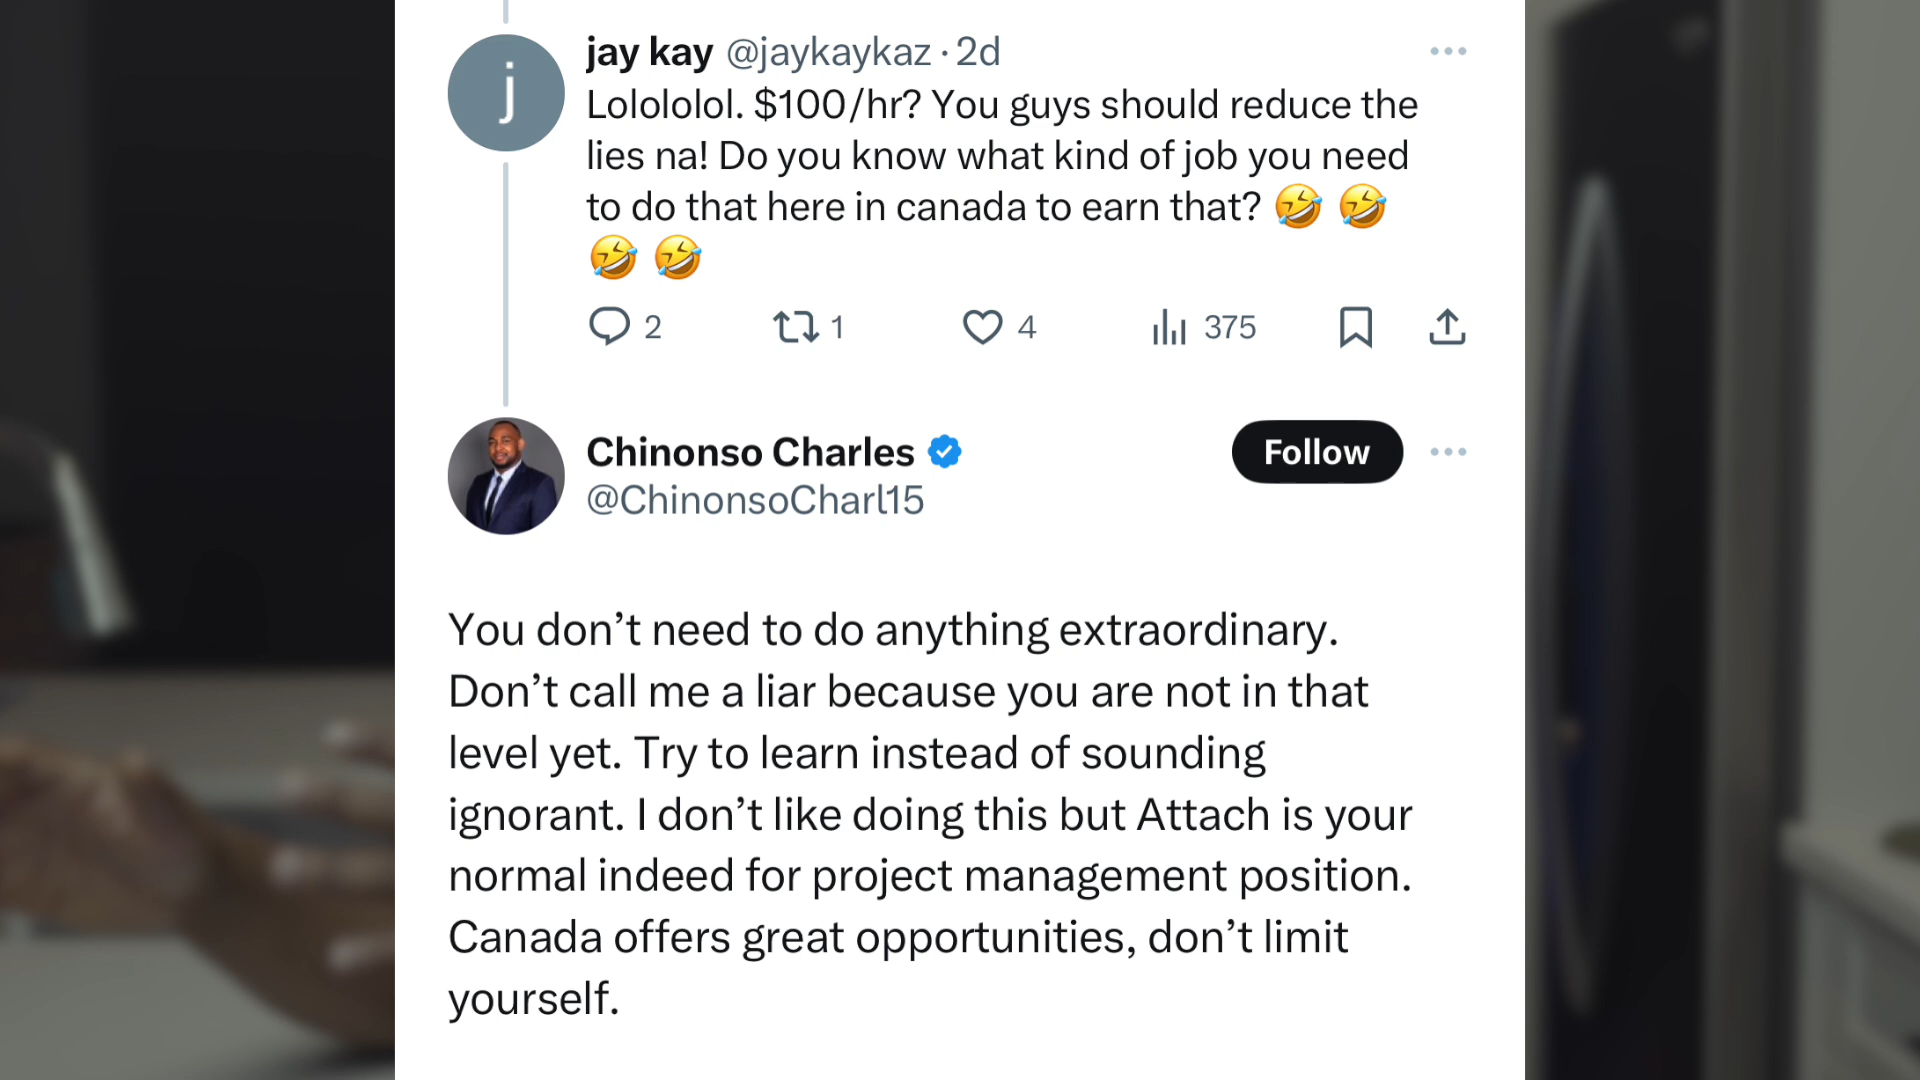 jay kay @jaykaykaz · 2d
Lolololol. $100/hr? You guys should reduce the
lies na! Do you know what kind of job you need
to do that here in canada to earn that? 🤣 🤣
🤣 🤣
2 1 4 375
j
Chinonso Charles
Follow
@ChinonsoCharl15
You don’t need to do anything extraordinary.
Don’t call me a liar because you are not in that
level yet. Try to learn instead of sounding
ignorant. I don’t like doing this but Attach is your
normal indeed for project management position.
Canada offers great opportunities, don’t limit
yourself.